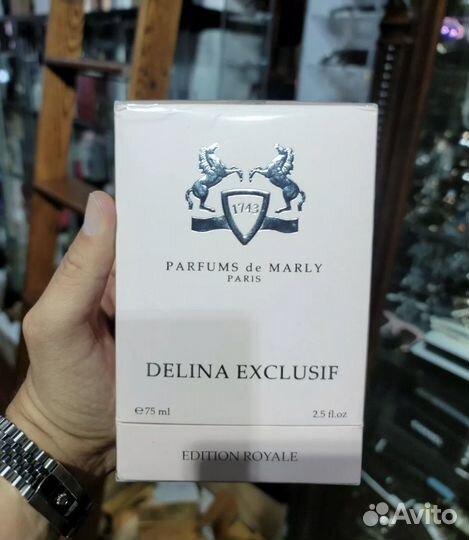 1743
PARFUMS de MARLY
PARIS
DELINA EXCLUSIF
℮75 ml 2.5 fl.oz
EDITION ROYALE
Avito